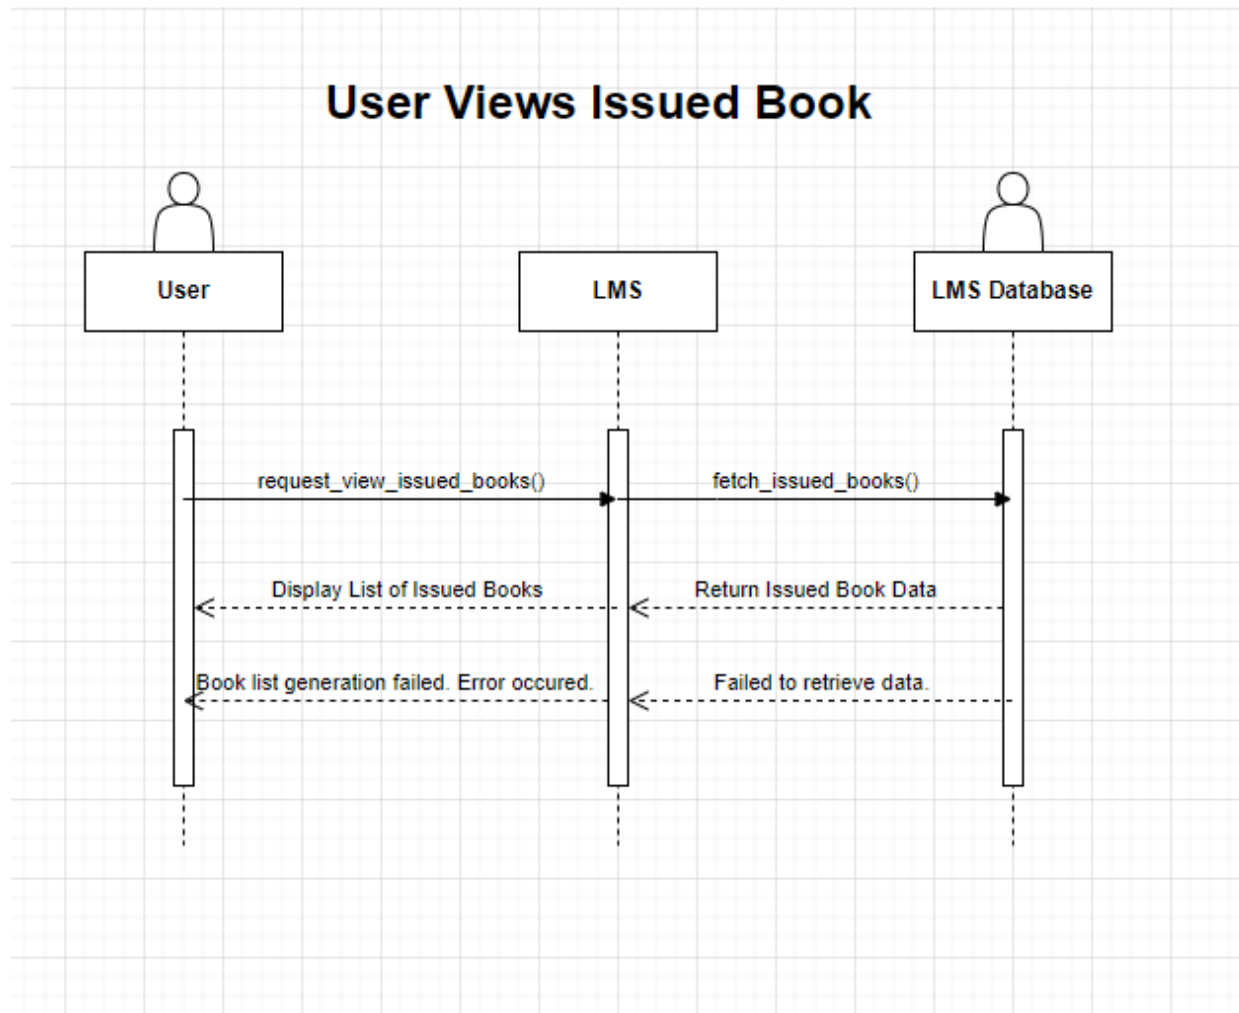 User Views Issued Book
User
LMS
LMS Database
request_view_issued_books()
fetch_issued_books()
Display List of Issued Books
Return Issued Book Data
Book list generation failed. Error occured.
Failed to retrieve data.